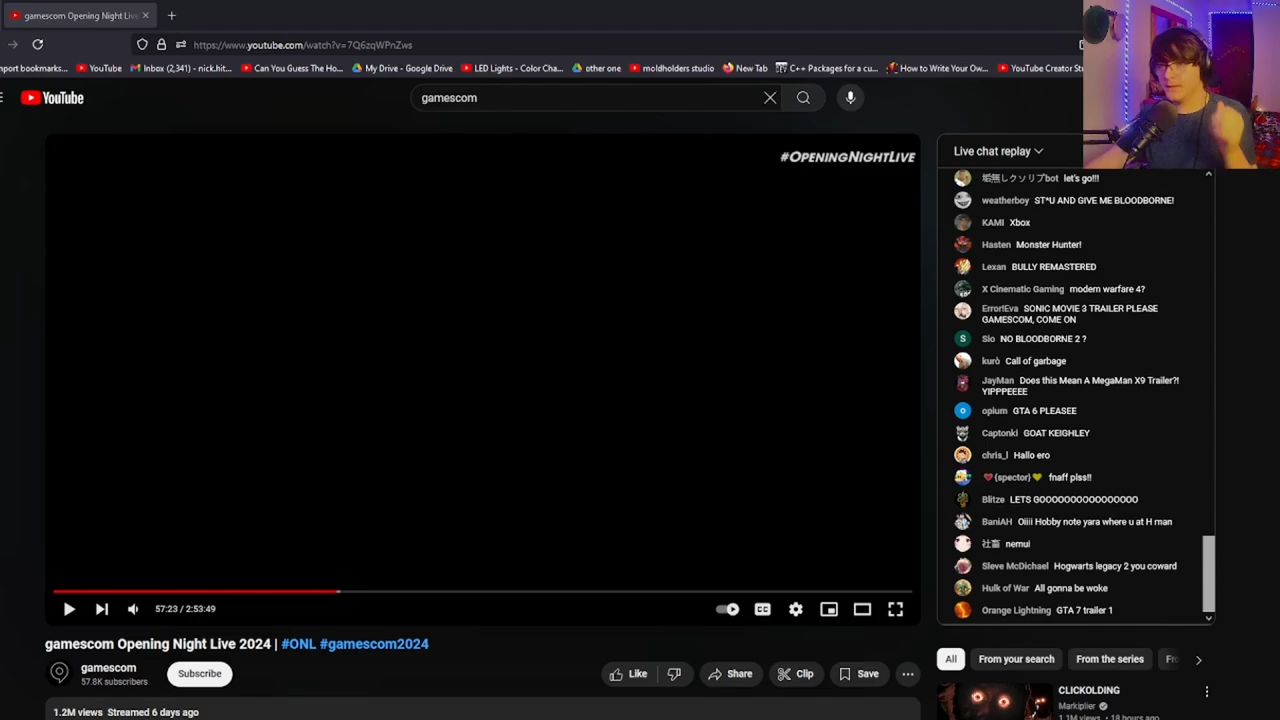 gamescom Opening Night Live
https://www.youtube.com/watch?v=7Q6zqWPnZws
mport bookmarks...
YouTube
Inbox (2,341) - nick.hit...
Can You Guess The Ho...
My Drive - Google Drive
LED Lights - Color Cha...
other one
moldholders studio
New Tab
C++ Packages for a cu...
How to Write Your Ow...
YouTube Creator St
YouTube
gamescom
#OPENINGNIGHTLIVE
Live chat replay
垢無しクソリプbot let's go!!!
weatherboy ST*U AND GIVE ME BLOODBORNE!
KAMI Xbox
Hasten Monster Hunter!
Lexan BULLY REMASTERED
X Cinematic Gaming modern warfare 4?
Error!Eva SONIC MOVIE 3 TRAILER PLEASE
GAMESCOM, COME ON
S
Sio NO BLOODBORNE 2 ?
kurò Call of garbage
JayMan Does this Mean A MegaMan X9 Trailer?!
YIPPPEEEE
opium GTA 6 PLEASEE
Captonki GOAT KEIGHLEY
chris_l Hallo ero
{spector} fnaff plss!!
Blitze LETS GOOOOOOOOOOOOOOOO
BaniAH Oiiii Hobby note yara where u at H man
社畜 nemui
Sleve McDichael Hogwarts legacy 2 you coward
Hulk of War All gonna be woke
Orange Lightning GTA 7 trailer 1
57:23 / 2:53:49
CC
gamescom Opening Night Live 2024 | #ONL #gamescom2024
gamescom
57.8K subscribers
Subscribe
Like
Share
Clip
Save
1.2M views Streamed 6 days ago
All
From your search
From the series
Fro
CLICKOLDING
Markiplier
1.1M views • 18 hours ago